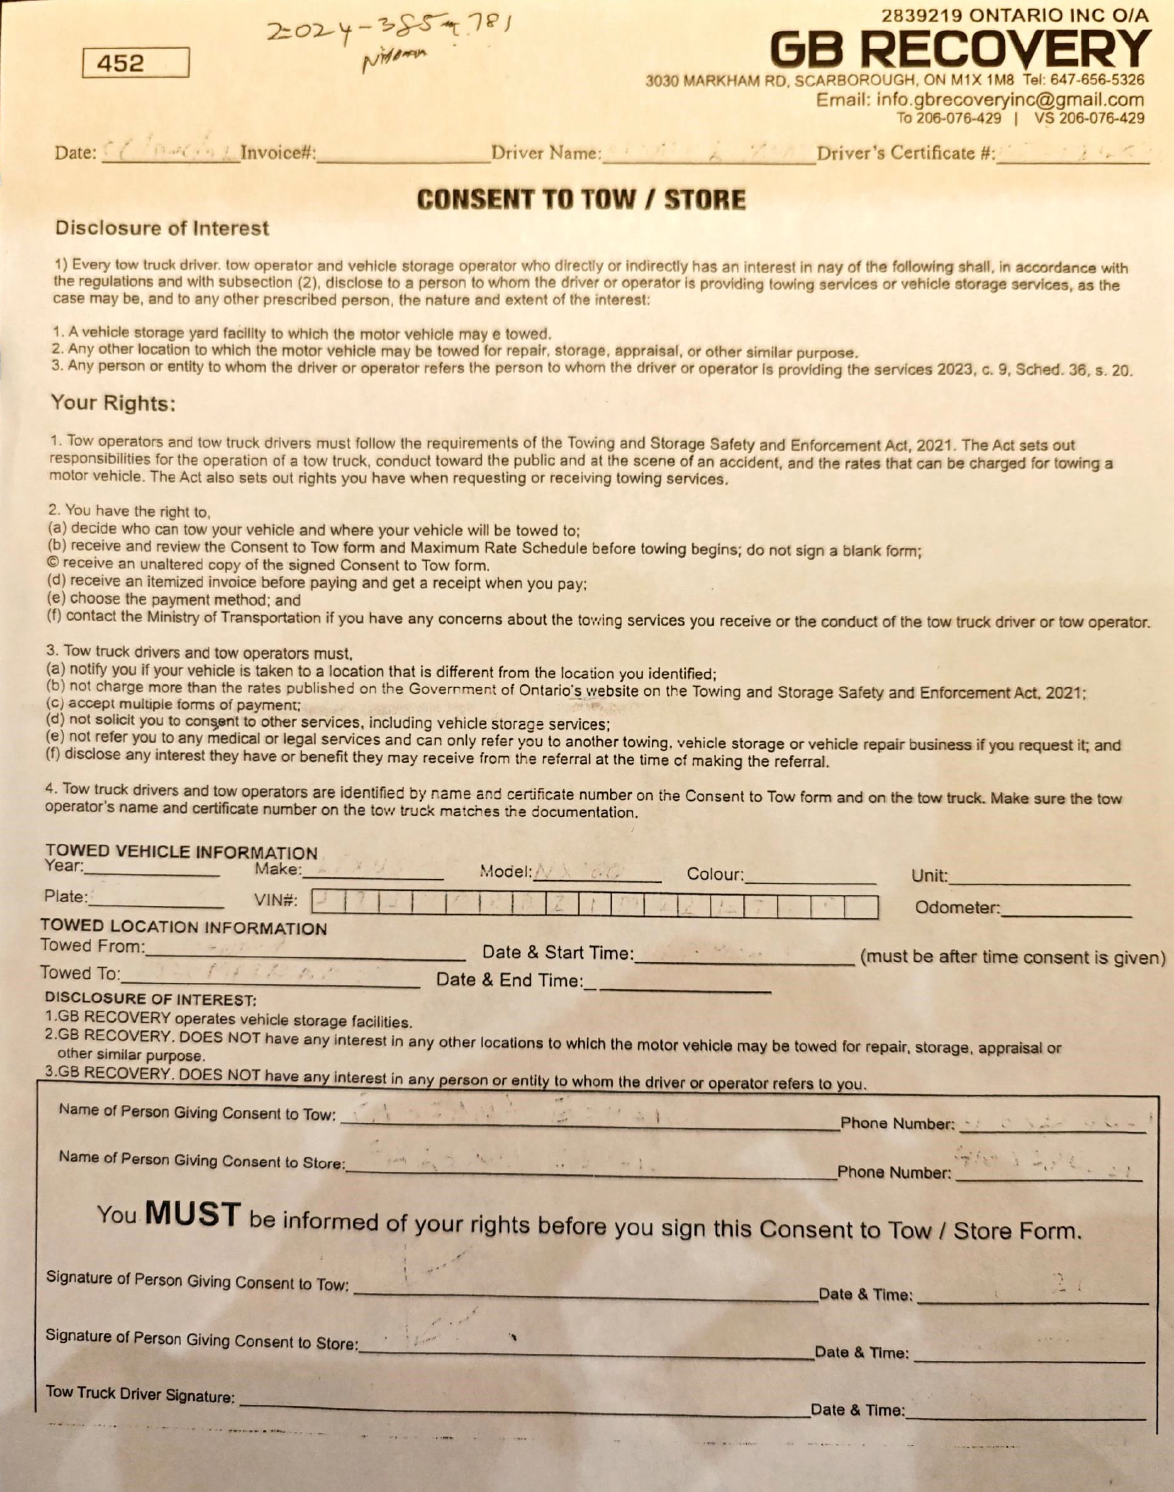 2839219 ONTARIO INC O/A
2024-385-781
452
GB RECOVERY
3030 MARKHAM RD, SCARBOROUGH, ON M1X 1M8 Tel: 647-656-5326
Email: info.gbrecoveryinc@gmail.com
To 206-076-429 | VS 206-076-429
Date: Invoice#: Driver Name: Driver's Certificate #:
CONSENT TO TOW / STORE
Disclosure of Interest
1) Every tow truck driver. tow operator and vehicle storage operator who directly or indirectly has an interest in nay of the following shall, in accordance with
the regulations and with subsection (2), disclose to a person to whom the driver or operator is providing towing services or vehicle storage services, as the
case may be, and to any other prescribed person, the nature and extent of the interest:
1. A vehicle storage yard facility to which the motor vehicle may e towed.
2. Any other location to which the motor vehicle may be towed for repair, storage, appraisal, or other similar purpose.
3. Any person or entity to whom the driver or operator refers the person to whom the driver or operator is providing the services 2023, c. 9, Sched. 36, s. 20.
Your Rights:
1. Tow operators and tow truck drivers must follow the requirements of the Towing and Storage Safety and Enforcement Act, 2021. The Act sets out
responsibilities for the operation of a tow truck, conduct toward the public and at the scene of an accident, and the rates that can be charged for towing a
motor vehicle. The Act also sets out rights you have when requesting or receiving towing services.
2. You have the right to,
(a) decide who can tow your vehicle and where your vehicle will be towed to;
(b) receive and review the Consent to Tow form and Maximum Rate Schedule before towing begins; do not sign a blank form;
© receive an unaltered copy of the signed Consent to Tow form.
(d) receive an itemized invoice before paying and get a receipt when you pay;
(e) choose the payment method; and
(f) contact the Ministry of Transportation if you have any concerns about the towing services you receive or the conduct of the tow truck driver or tow operator.
3. Tow truck drivers and tow operators must,
(a) notify you if your vehicle is taken to a location that is different from the location you identified;
(b) not charge more than the rates published on the Government of Ontario's website on the Towing and Storage Safety and Enforcement Act, 2021;
(c) accept multiple forms of payment;
(d) not solicit you to consent to other services, including vehicle storage services;
(e) not refer you to any medical or legal services and can only refer you to another towing, vehicle storage or vehicle repair business if you request it; and
(f) disclose any interest they have or benefit they may receive from the referral at the time of making the referral.
4. Tow truck drivers and tow operators are identified by name and certificate number on the Consent to Tow form and on the tow truck. Make sure the tow
operator's name and certificate number on the tow truck matches the documentation.
TOWED VEHICLE INFORMATION
Year: Make: Model: Colour: Unit:
Plate: VIN#: Odometer:
TOWED LOCATION INFORMATION
Towed From: Date & Start Time: (must be after time consent is given)
Towed To: Date & End Time:
DISCLOSURE OF INTEREST:
1.GB RECOVERY operates vehicle storage facilities.
2.GB RECOVERY. DOES NOT have any interest in any other locations to which the motor vehicle may be towed for repair, storage, appraisal or
other similar purpose.
3.GB RECOVERY. DOES NOT have any interest in any person or entity to whom the driver or operator refers to you.
Name of Person Giving Consent to Tow: Phone Number:
Name of Person Giving Consent to Store: Phone Number:
You MUST be informed of your rights before you sign this Consent to Tow / Store Form.
Signature of Person Giving Consent to Tow: Date & Time:
Signature of Person Giving Consent to Store: Date & Time:
Tow Truck Driver Signature: Date & Time: